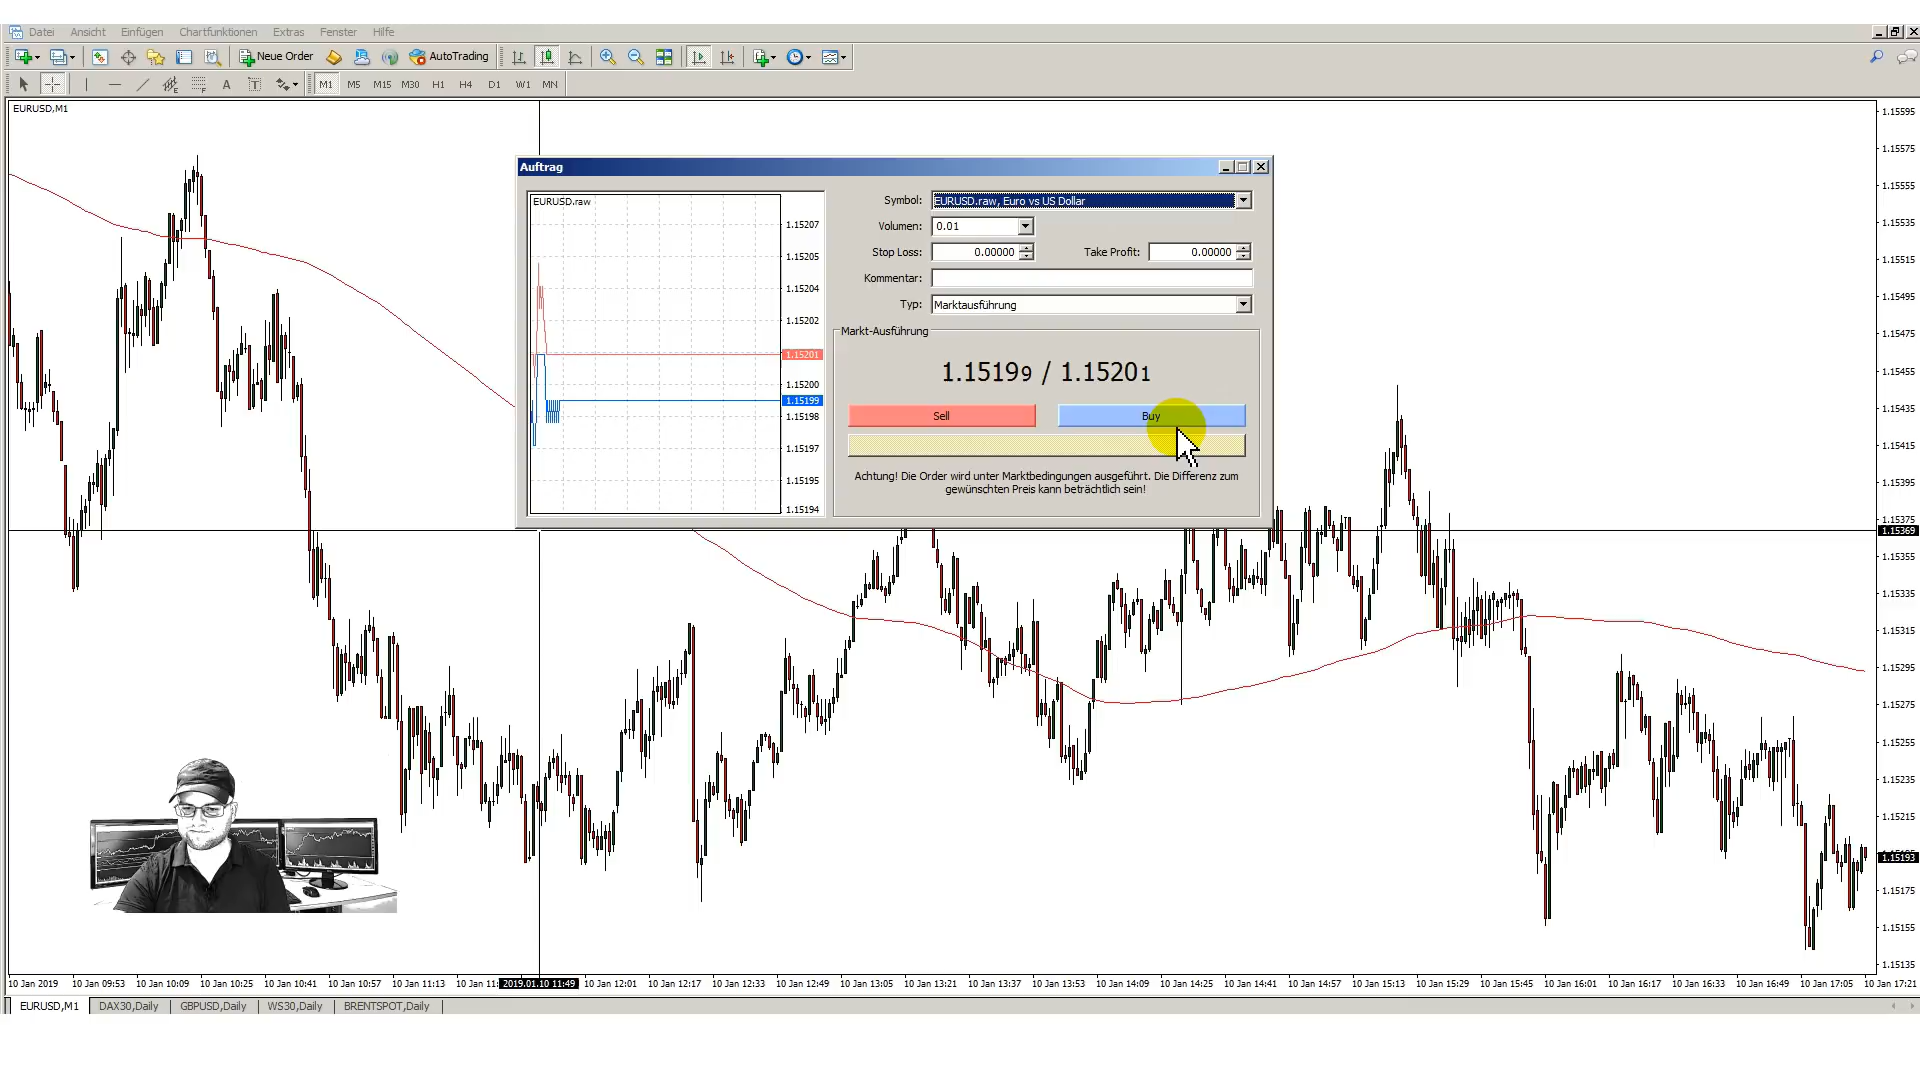 Datei Ansicht Einfügen Chartfunktionen Extras Fenster Hilfe
Neue Order AutoTrading
A T M1 M5 M15 M30 H1 H4 D1 W1 MN
EURUSD,M1
1.15595
1.15575
1.15555
1.15535
1.15515
1.15495
1.15475
1.15455
1.15435
1.15415
1.15395
1.15375
1.15369
1.15355
1.15335
1.15315
1.15295
1.15275
1.15255
1.15235
1.15215
1.15193
1.15175
1.15155
1.15135
Auftrag
EURUSD.raw
1.15207
1.15205
1.15204
1.15202
1.15201
1.15200
1.15199
1.15198
1.15197
1.15195
1.15194
Symbol: EURUSD.raw, Euro vs US Dollar
Volumen: 0.01
Stop Loss: 0.00000 Take Profit: 0.00000
Kommentar:
Typ: Marktausführung
Markt-Ausführung
1.15199 / 1.15201
Sell Buy
Achtung! Die Order wird unter Marktbedingungen ausgeführt. Die Differenz zum
gewünschten Preis kann beträchtlich sein!
10 Jan 2019 10 Jan 09:53 10 Jan 10:09 10 Jan 10:25 10 Jan 10:41 10 Jan 10:57 10 Jan 11:13 10 Jan 11: 2019.01.10 11:49 10 Jan 12:01 10 Jan 12:17 10 Jan 12:33 10 Jan 12:49 10 Jan 13:05 10 Jan 13:21 10 Jan 13:37 10 Jan 13:53 10 Jan 14:09 10 Jan 14:25 10 Jan 14:41 10 Jan 14:57 10 Jan 15:13 10 Jan 15:29 10 Jan 15:45 10 Jan 16:01 10 Jan 16:17 10 Jan 16:33 10 Jan 16:49 10 Jan 17:05 10 Jan 17:21
EURUSD,M1 DAX30,Daily GBPUSD,Daily WS30,Daily BRENTSPOT,Daily